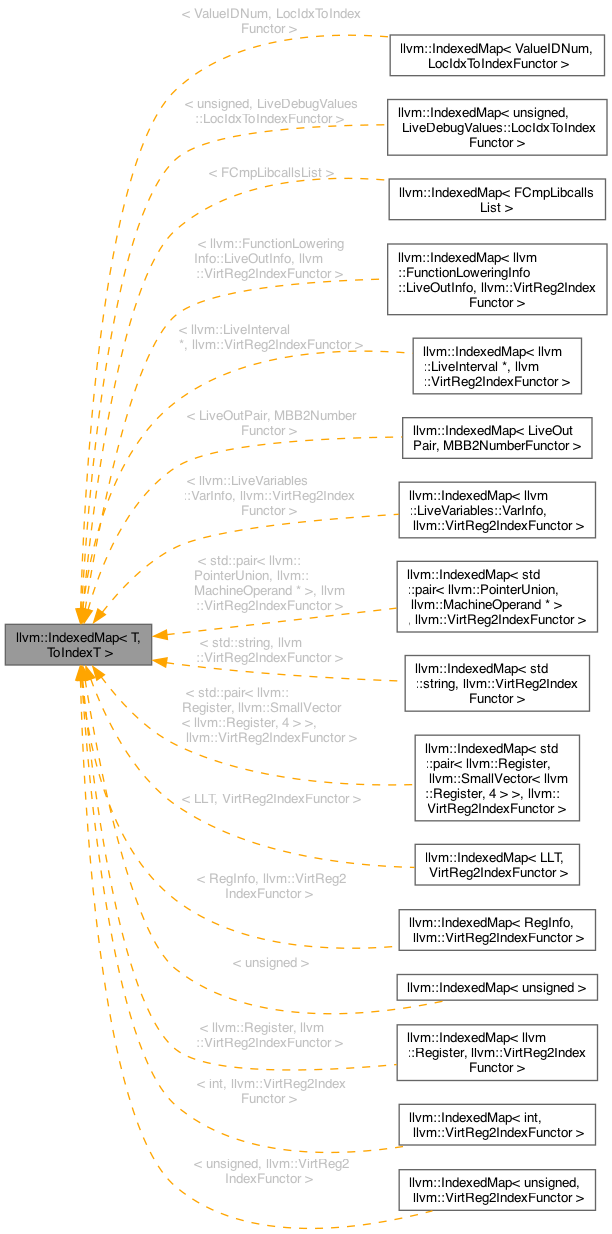 < ValueIDNum, LocIdxToIndex
Functor >
llvm::IndexedMap< ValueIDNum,
LocIdxToIndexFunctor >
< unsigned, LiveDebugValues
::LocIdxToIndexFunctor >
llvm::IndexedMap< unsigned,
LiveDebugValues::LocIdxToIndex
Functor >
< FCmpLibcallsList >
llvm::IndexedMap< FCmpLibcalls
List >
< llvm::FunctionLowering
Info::LiveOutInfo, llvm
::VirtReg2IndexFunctor >
llvm::IndexedMap< llvm
::FunctionLoweringInfo
::LiveOutInfo, llvm::VirtReg2Index
Functor >
< llvm::LiveInterval
*, llvm::VirtReg2IndexFunctor >
llvm::IndexedMap< llvm
::LiveInterval *, llvm
::VirtReg2IndexFunctor >
< LiveOutPair, MBB2Number
Functor >
llvm::IndexedMap< LiveOut
Pair, MBB2NumberFunctor >
< llvm::LiveVariables
::VarInfo, llvm::VirtReg2Index
Functor >
llvm::IndexedMap< llvm
::LiveVariables::VarInfo,
llvm::VirtReg2IndexFunctor >
< std::pair< llvm::
PointerUnion, llvm::
MachineOperand * >, llvm
::VirtReg2IndexFunctor >
llvm::IndexedMap< std
::pair< llvm::PointerUnion,
llvm::MachineOperand * >
, llvm::VirtReg2IndexFunctor >
llvm::IndexedMap< T,
ToIndexT >
< std::string, llvm
::VirtReg2IndexFunctor >
llvm::IndexedMap< std
::string, llvm::VirtReg2Index
Functor >
< std::pair< llvm::
Register, llvm::SmallVector
< llvm::Register, 4 > >,
llvm::VirtReg2IndexFunctor >
llvm::IndexedMap< std
::pair< llvm::Register,
llvm::SmallVector< llvm
::Register, 4 > >, llvm::
VirtReg2IndexFunctor >
< LLT, VirtReg2IndexFunctor >
llvm::IndexedMap< LLT,
VirtReg2IndexFunctor >
< RegInfo, llvm::VirtReg2
IndexFunctor >
llvm::IndexedMap< RegInfo,
llvm::VirtReg2IndexFunctor >
< unsigned >
llvm::IndexedMap< unsigned >
< llvm::Register, llvm
::VirtReg2IndexFunctor >
llvm::IndexedMap< llvm
::Register, llvm::VirtReg2Index
Functor >
< int, llvm::VirtReg2Index
Functor >
llvm::IndexedMap< int,
llvm::VirtReg2IndexFunctor >
< unsigned, llvm::VirtReg2
IndexFunctor >
llvm::IndexedMap< unsigned,
llvm::VirtReg2IndexFunctor >